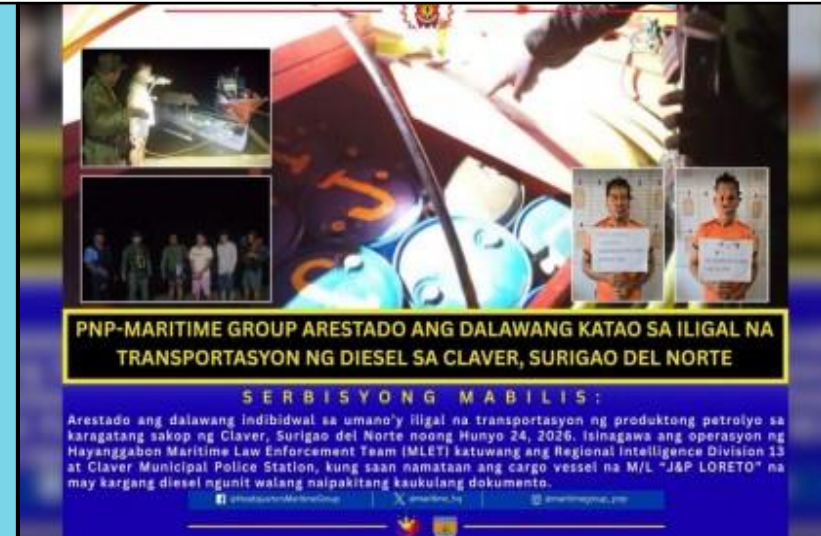 PNP-MARITIME GROUP ARESTADO ANG DALAWANG KATAO SA ILIGAL NA
TRANSPORTASYON NG DIESEL SA CLAVER, SURIGAO DEL NORTE
SERBISYONG MABILIS:
Arestado ang dalawang indibidwal sa umano'y iligal na transportasyon ng produktong petrolyo sa
karagatang sakop ng Claver, Surigao del Norte noong Hunyo 24, 2026. Isinagawa ang operasyon ng
Hayanggabon Maritime Law Enforcement Team (MLET) katuwang ang Regional Intelligence Division 13
at Claver Municipal Police Station, kung saan namataan ang cargo vessel na M/L "J&P LORETO" na
may kargang diesel ngunit walang naipakitang kaukulang dokumento.
@HeadquartersMaritimeGroup @maritime_hq @maritimegroup_pnp